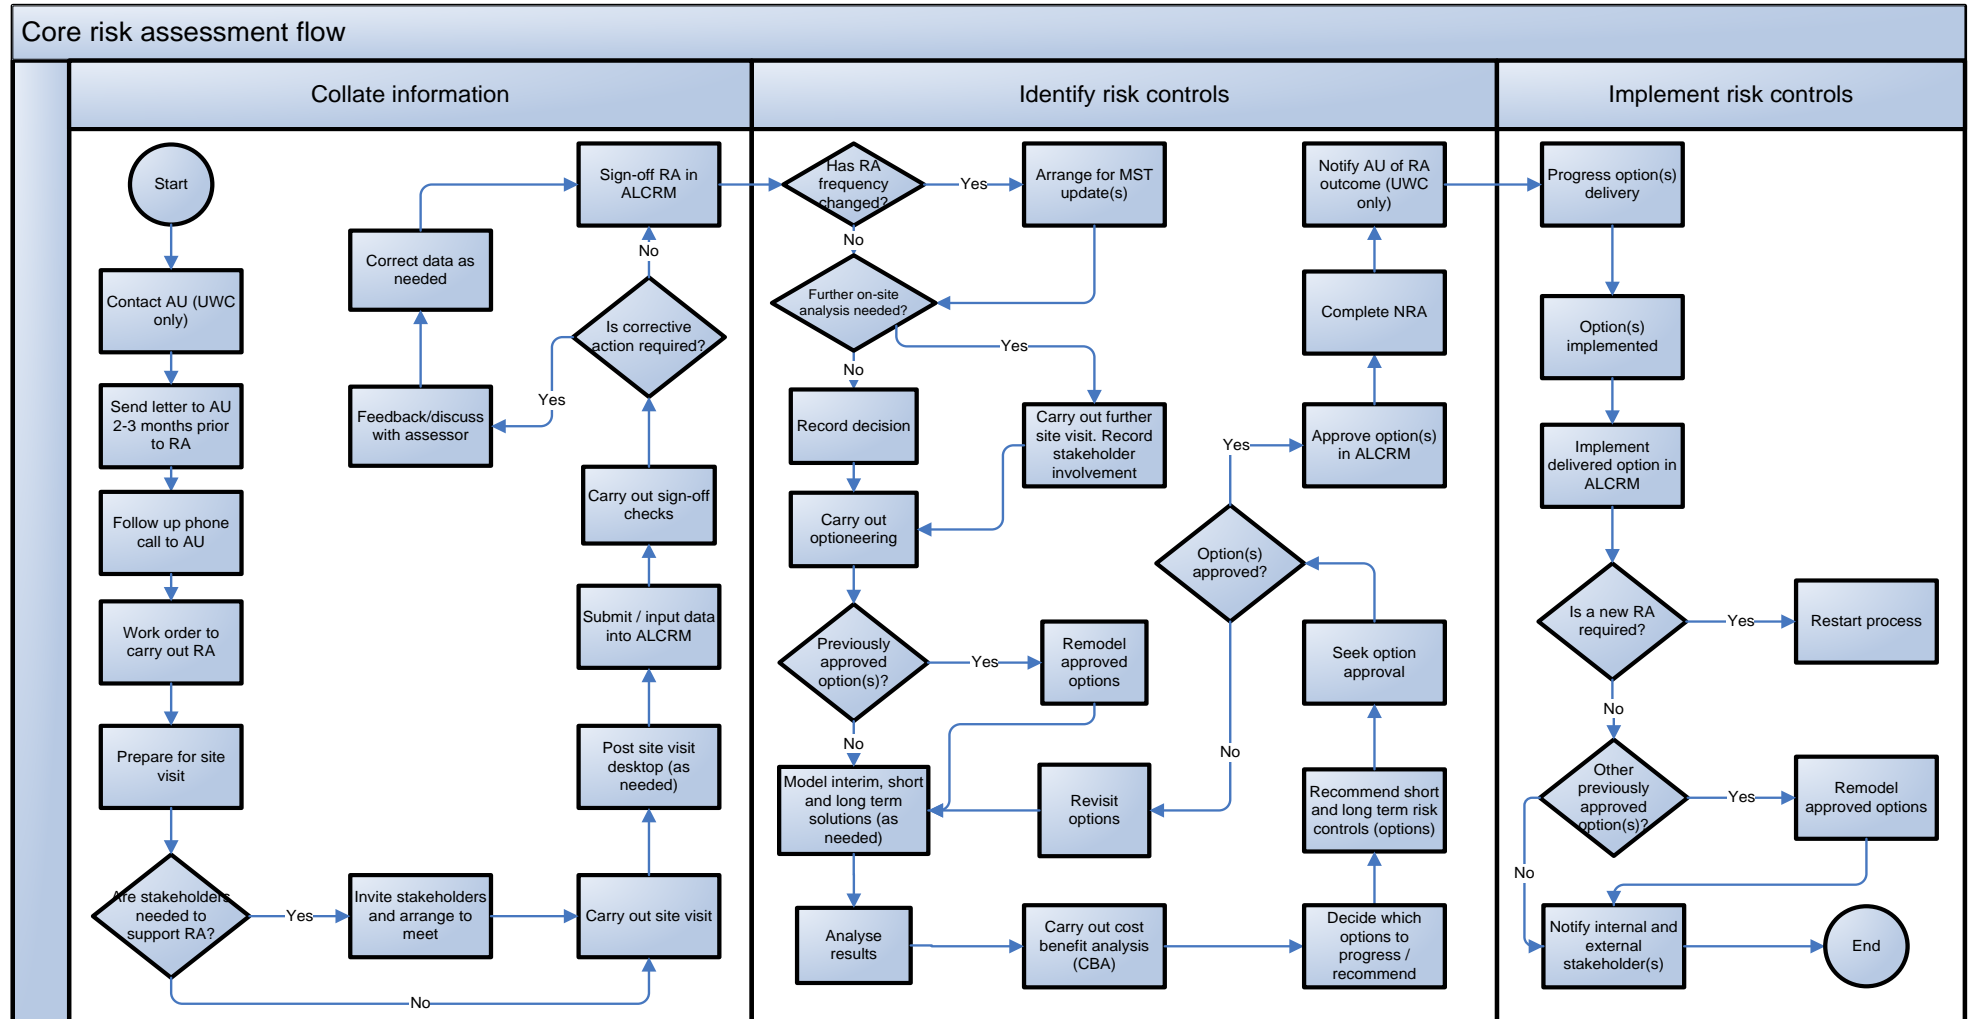 Core risk assessment flow
Collate information
Identify risk controls
Implement risk controls
Start
Contact AU (UWC
only)
Send letter to AU
2-3 months prior
to RA
Follow up phone
call to AU
Work order to
carry out RA
Prepare for site
visit
Are stakeholders
needed to
support RA?
Yes
No
Invite stakeholders
and arrange to
meet
Carry out site visit
Post site visit
desktop (as
needed)
Submit / input data
into ALCRM
Carry out sign-off
checks
Is corrective
action required?
Yes
No
Feedback/discuss
with assessor
Correct data as
needed
Sign-off RA in
ALCRM
Has RA
frequency
changed?
Yes
No
Arrange for MST
update(s)
Further on-site
analysis needed?
Yes
No
Record decision
Carry out further
site visit. Record
stakeholder
involvement
Carry out
optioneering
Previously
approved
option(s)?
Yes
No
Remodel
approved
options
Model interim, short
and long term
solutions (as
needed)
Revisit
options
Analyse
results
Carry out cost
benefit analysis
(CBA)
Decide which
options to
progress /
recommend
Recommend short
and long term risk
controls (options)
Seek option
approval
Option(s)
approved?
Yes
No
Approve option(s)
in ALCRM
Complete NRA
Notify AU of RA
outcome (UWC
only)
Progress option(s)
delivery
Option(s)
implemented
Implement
delivered option in
ALCRM
Is a new RA
required?
Yes
No
Restart process
Other
previously
approved
option(s)?
Yes
No
Remodel
approved options
Notify internal and
external
stakeholder(s)
End